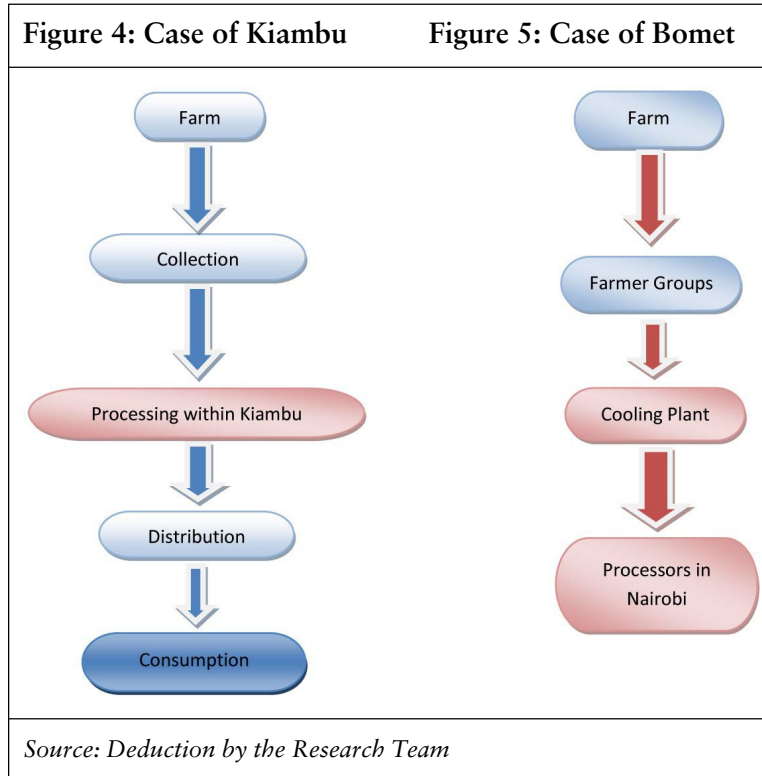 Figure 4: Case of Kiambu
Farm
Collection
Processing within Kiambu
Distribution
Consumption
Figure 5: Case of Bomet
Farm
Farmer Groups
Cooling Plant
Processors in
Nairobi
Source: Deduction by the Research Team